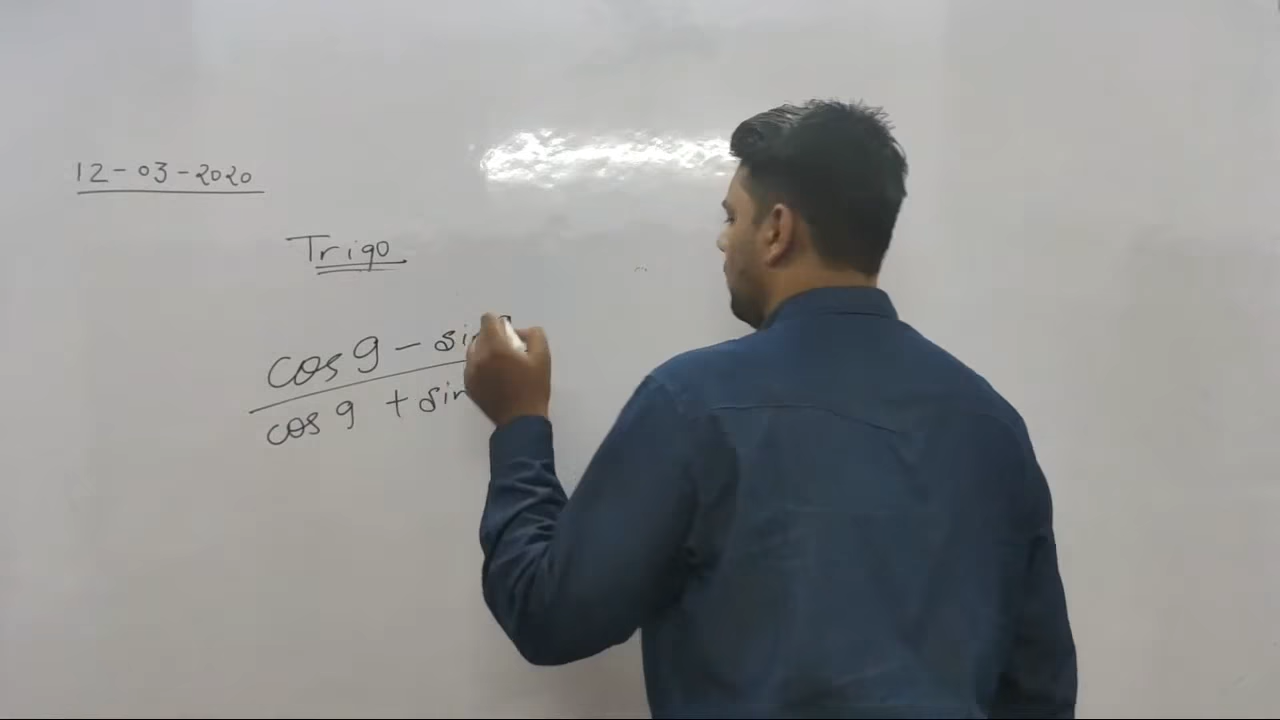 12-03-2020
Trigo
cos 9 - sin
cos 9 + sin